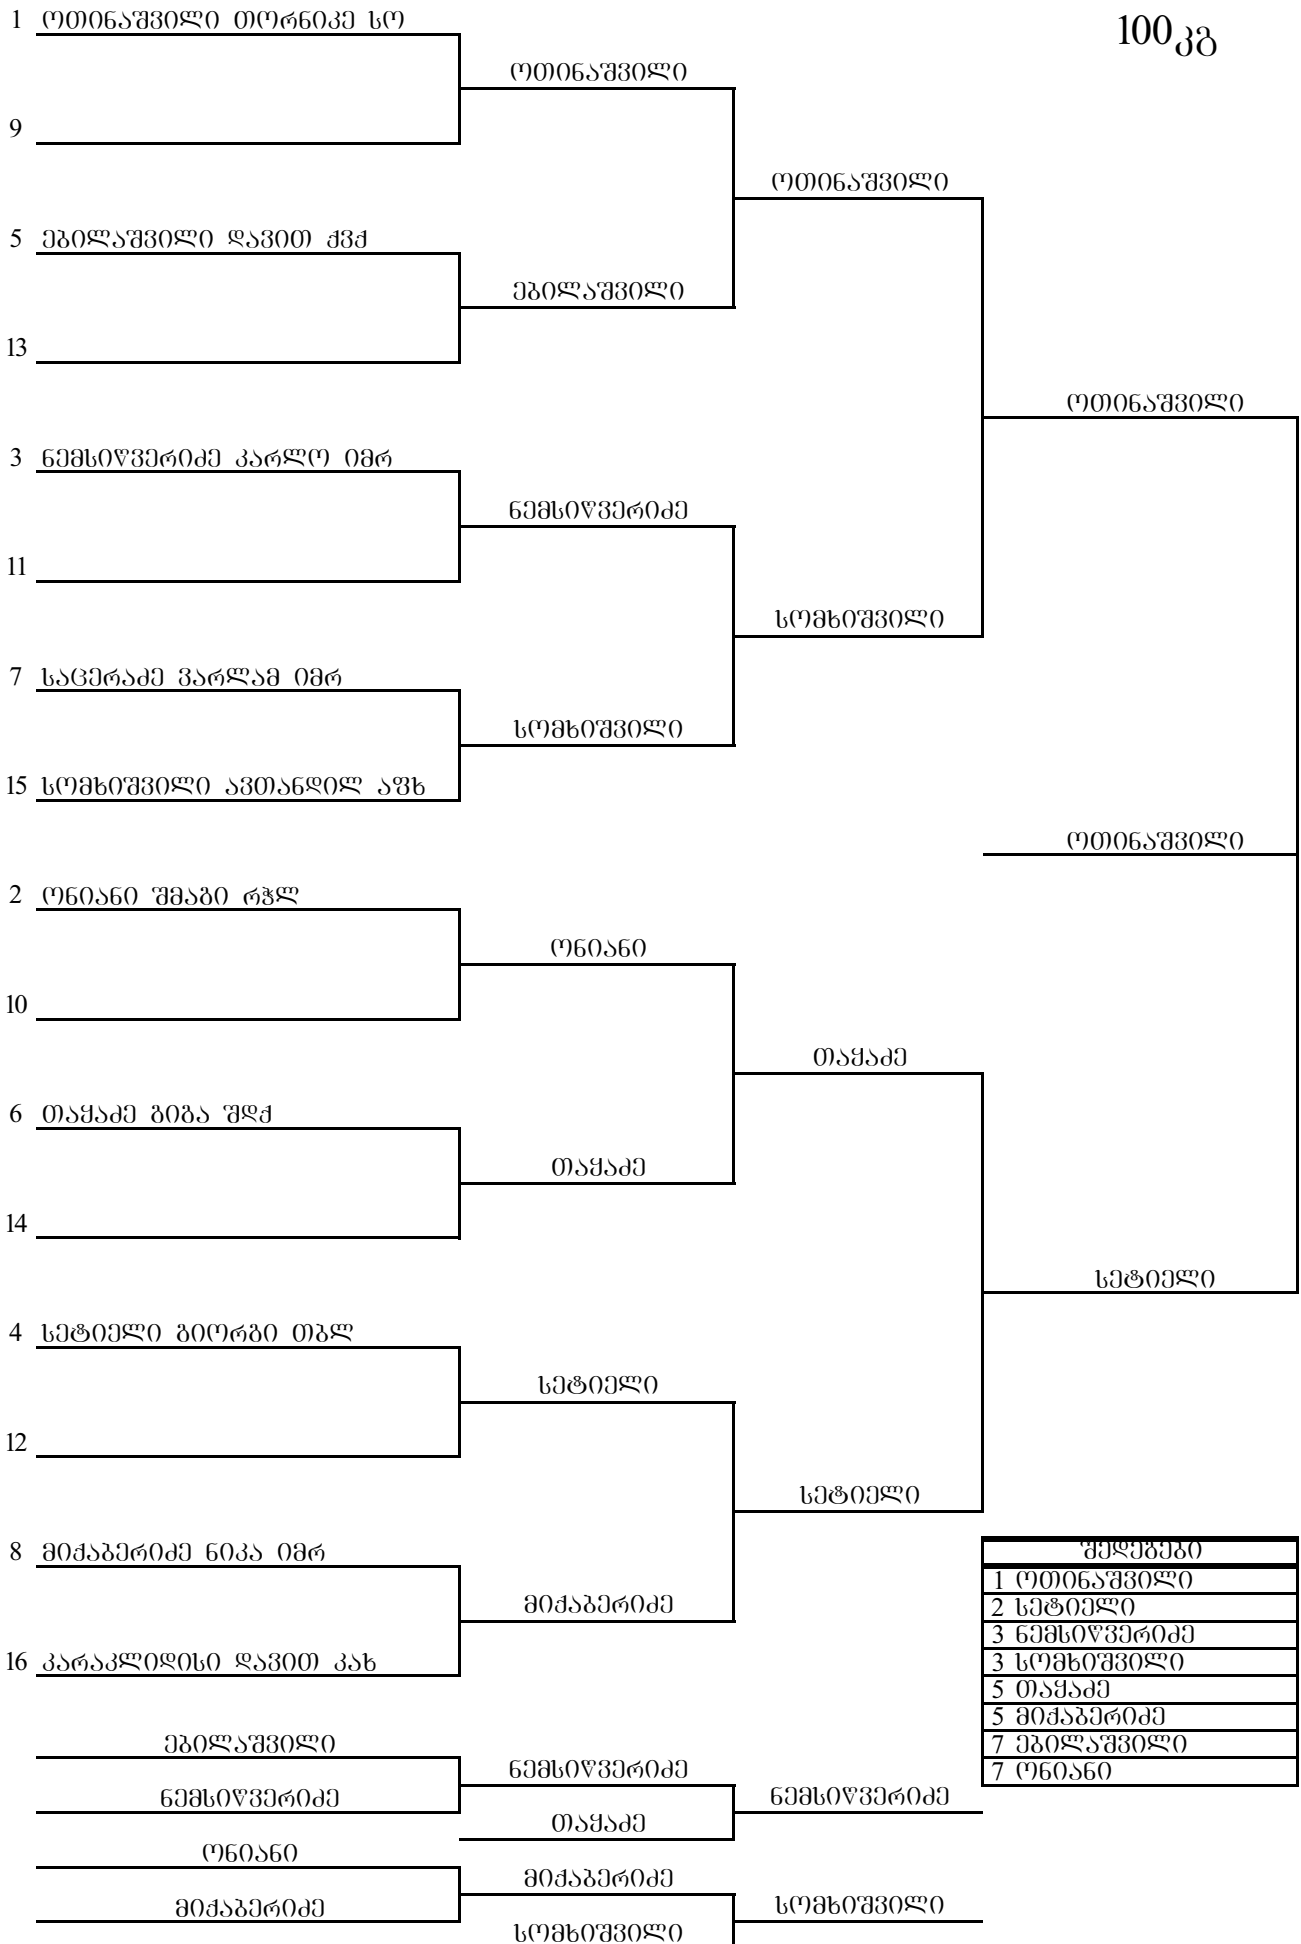 1 ოთინაშვილი თორნიკე სო
100კგ
ოთინაშვილი
9
ოთინაშვილი
5 ებილაშვილი დავით ქვქ
ებილაშვილი
13
ოთინაშვილი
3 ნემსიწვერიძე კარლო იმრ
ნემსიწვერიძე
11
სომხიშვილი
7 საცერაძე ვარლამ იმრ
სომხიშვილი
15 სომხიშვილი ავთანდილ აფხ
ოთინაშვილი
2 ონიანი შმაგი რჭლ
ონიანი
10
თაყაძე
6 თაყაძე გიგა შდქ
თაყაძე
14
სეტიელი
4 სეტიელი გიორგი თბლ
სეტიელი
12
სეტიელი
8 მიქაბერიძე ნიკა იმრ
მიქაბერიძე
16 კარაკლიდისი დავით კახ
შედეგები
1 ოთინაშვილი
2 სეტიელი
3 ნემსიწვერიძე
3 სომხიშვილი
5 თაყაძე
5 მიქაბერიძე
7 ებილაშვილი
7 ონიანი
ებილაშვილი
ნემსიწვერიძე
ნემსიწვერიძე
ნემსიწვერიძე
თაყაძე
ონიანი
მიქაბერიძე
მიქაბერიძე
სომხიშვილი
სომხიშვილი